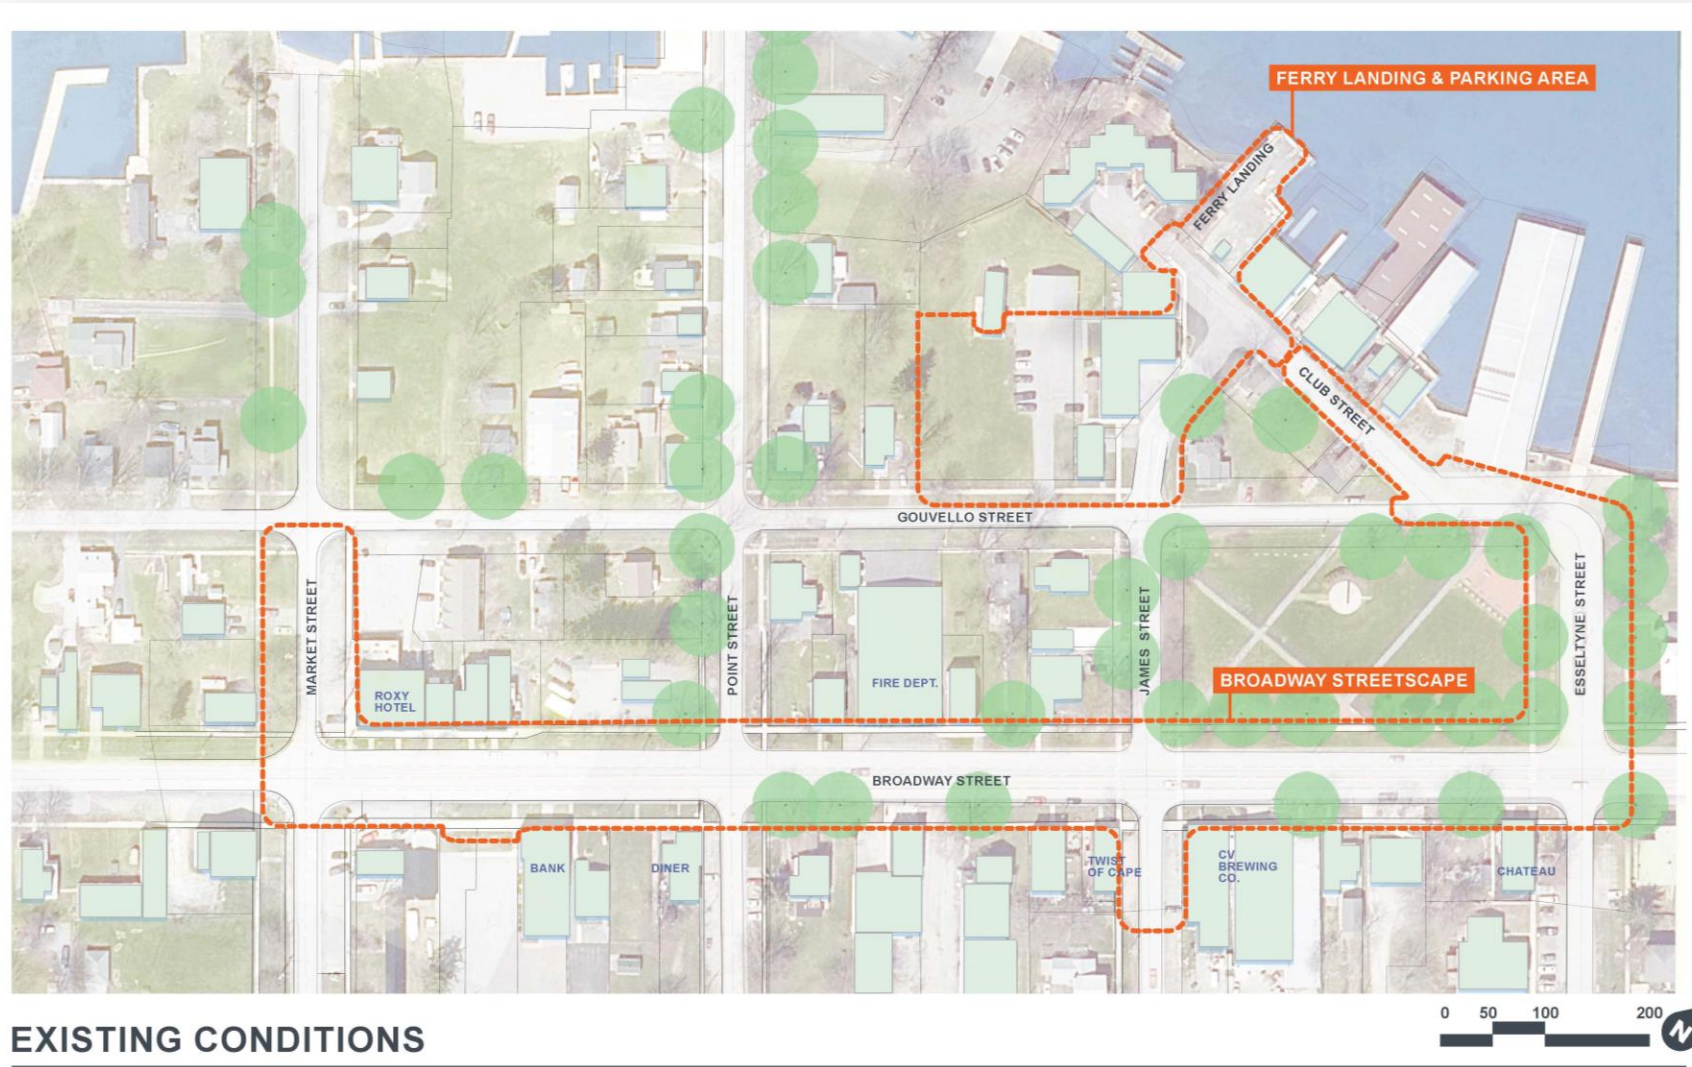 FERRY LANDING & PARKING AREA
FERRY LANDING
CLUB STREET
GOUVELLO STREET
MARKET STREET
POINT STREET
JAMES STREET
ESSELTYNE STREET
BROADWAY STREETSCAPE
ROXY
HOTEL
FIRE DEPT.
BROADWAY STREET
BANK
DINER
TWIST
OF CAPE
CV
BREWING
CO.
CHATEAU
EXISTING CONDITIONS
0 50 100 200
N